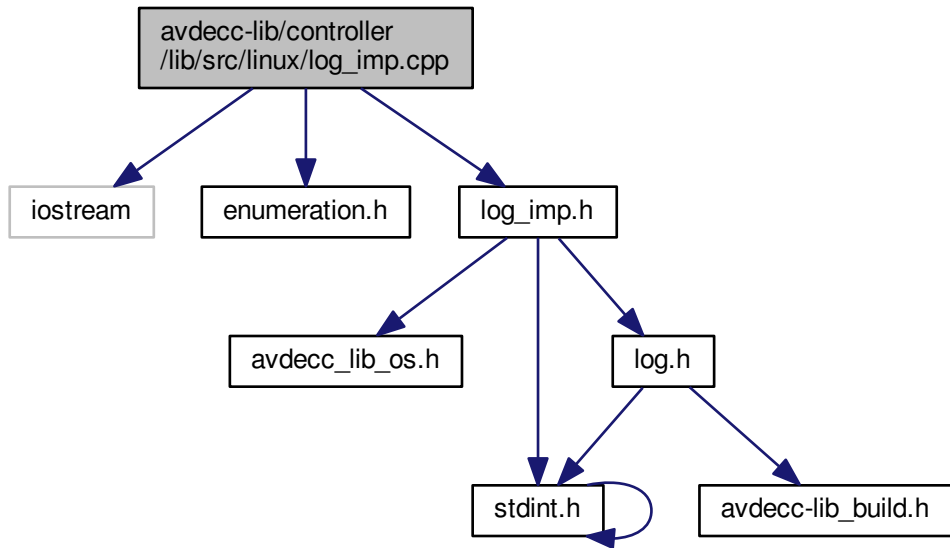 avdecc-lib/controller
/lib/src/linux/log_imp.cpp
iostream
enumeration.h
log_imp.h
avdecc_lib_os.h
log.h
stdint.h
avdecc-lib_build.h